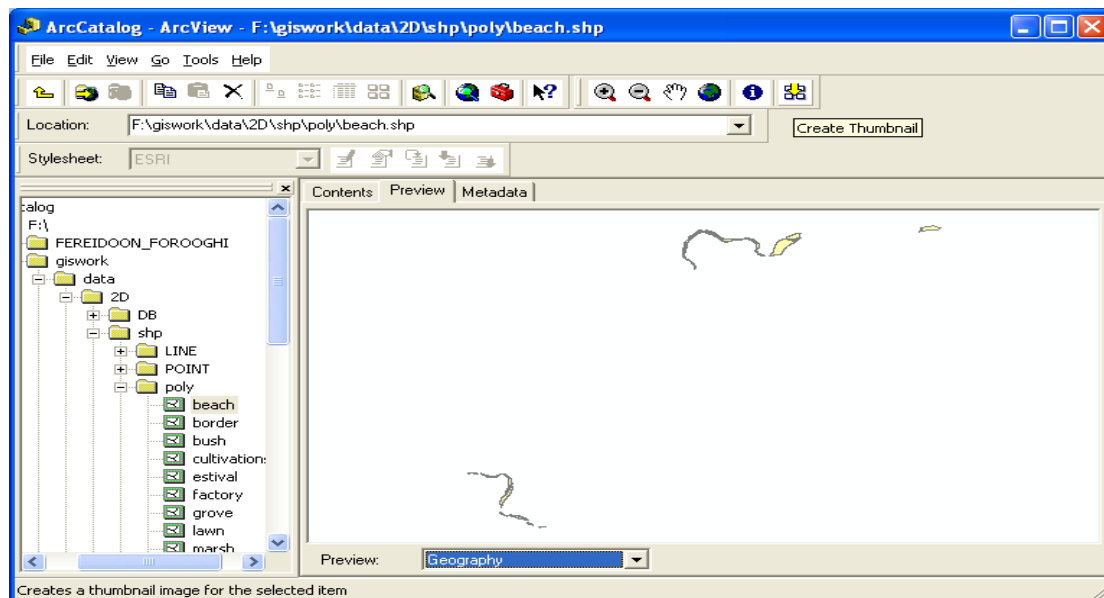 ArcCatalog - ArcView - F:\giswork\data\2D\shp\poly\beach.shp
File Edit View Go Tools Help
Location: F:\giswork\data\2D\shp\poly\beach.shp
Create Thumbnail
Stylesheet: ESRI
Contents Preview Metadata
:alog
F:\
FEREIDOON_FOROOGHI
giswork
data
2D
DB
shp
LINE
POINT
poly
beach
border
bush
cultivation:
estival
factory
grove
lawn
marsh
Preview: Geography
Creates a thumbnail image for the selected item